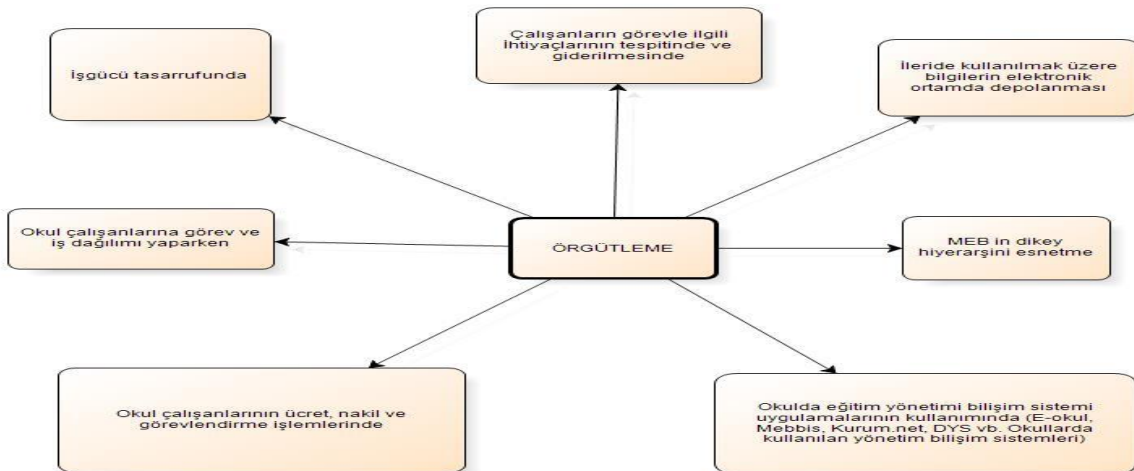 Çalışanların görevle ilgili
İhtiyaçlarının tespitinde ve
giderilmesinde
İşgücü tasarrufunda
İleride kullanılmak üzere
bilgilerin elektronik
ortamda depolanması
Okul çalışanlarına görev ve
iş dağılımı yaparken
ÖRGÜTLEME
MEB in dikey
hiyerarşini esnetme
Okul çalışanlarının ücret, nakil ve
görevlendirme işlemlerinde
Okulda eğitim yönetimi bilişim sistemi
uygulamalarının kullanımında (E-okul,
Mebbis, Kurum.net, DYS vb. Okullarda
kullanılan yönetim bilişim sistemleri)